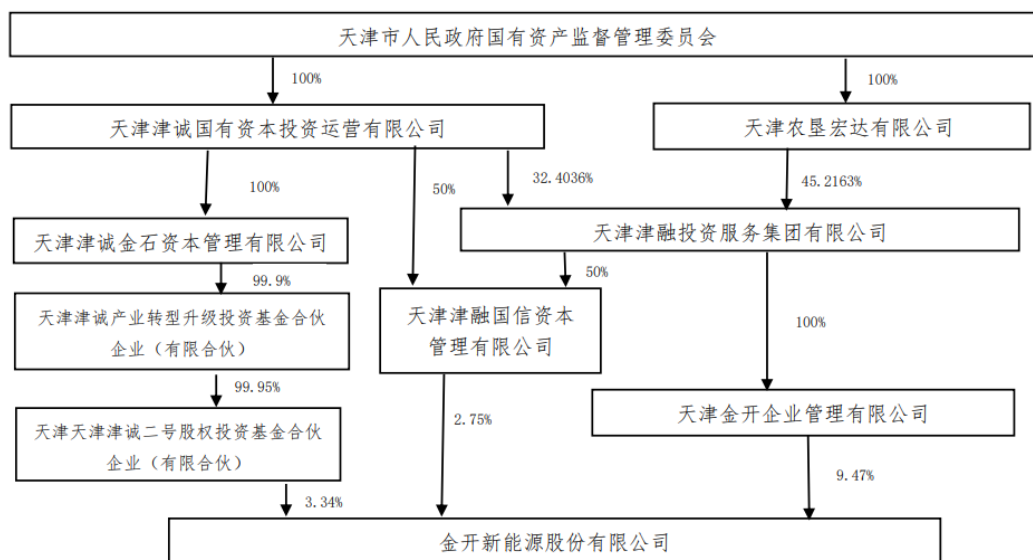 天津市人民政府国有资产监督管理委员会
100%
100%
天津津诚国有资本投资运营有限公司
天津农垦宏达有限公司
100%
50%
32.4036%
45.2163%
天津津诚金石资本管理有限公司
天津津融投资服务集团有限公司
99.9%
50%
天津津诚产业转型升级投资基金合伙
企业（有限合伙）
天津津融国信资本
管理有限公司
100%
99.95%
天津天津津诚二号股权投资基金合伙
企业（有限合伙）
2.75%
天津金开企业管理有限公司
3.34%
9.47%
金开新能源股份有限公司